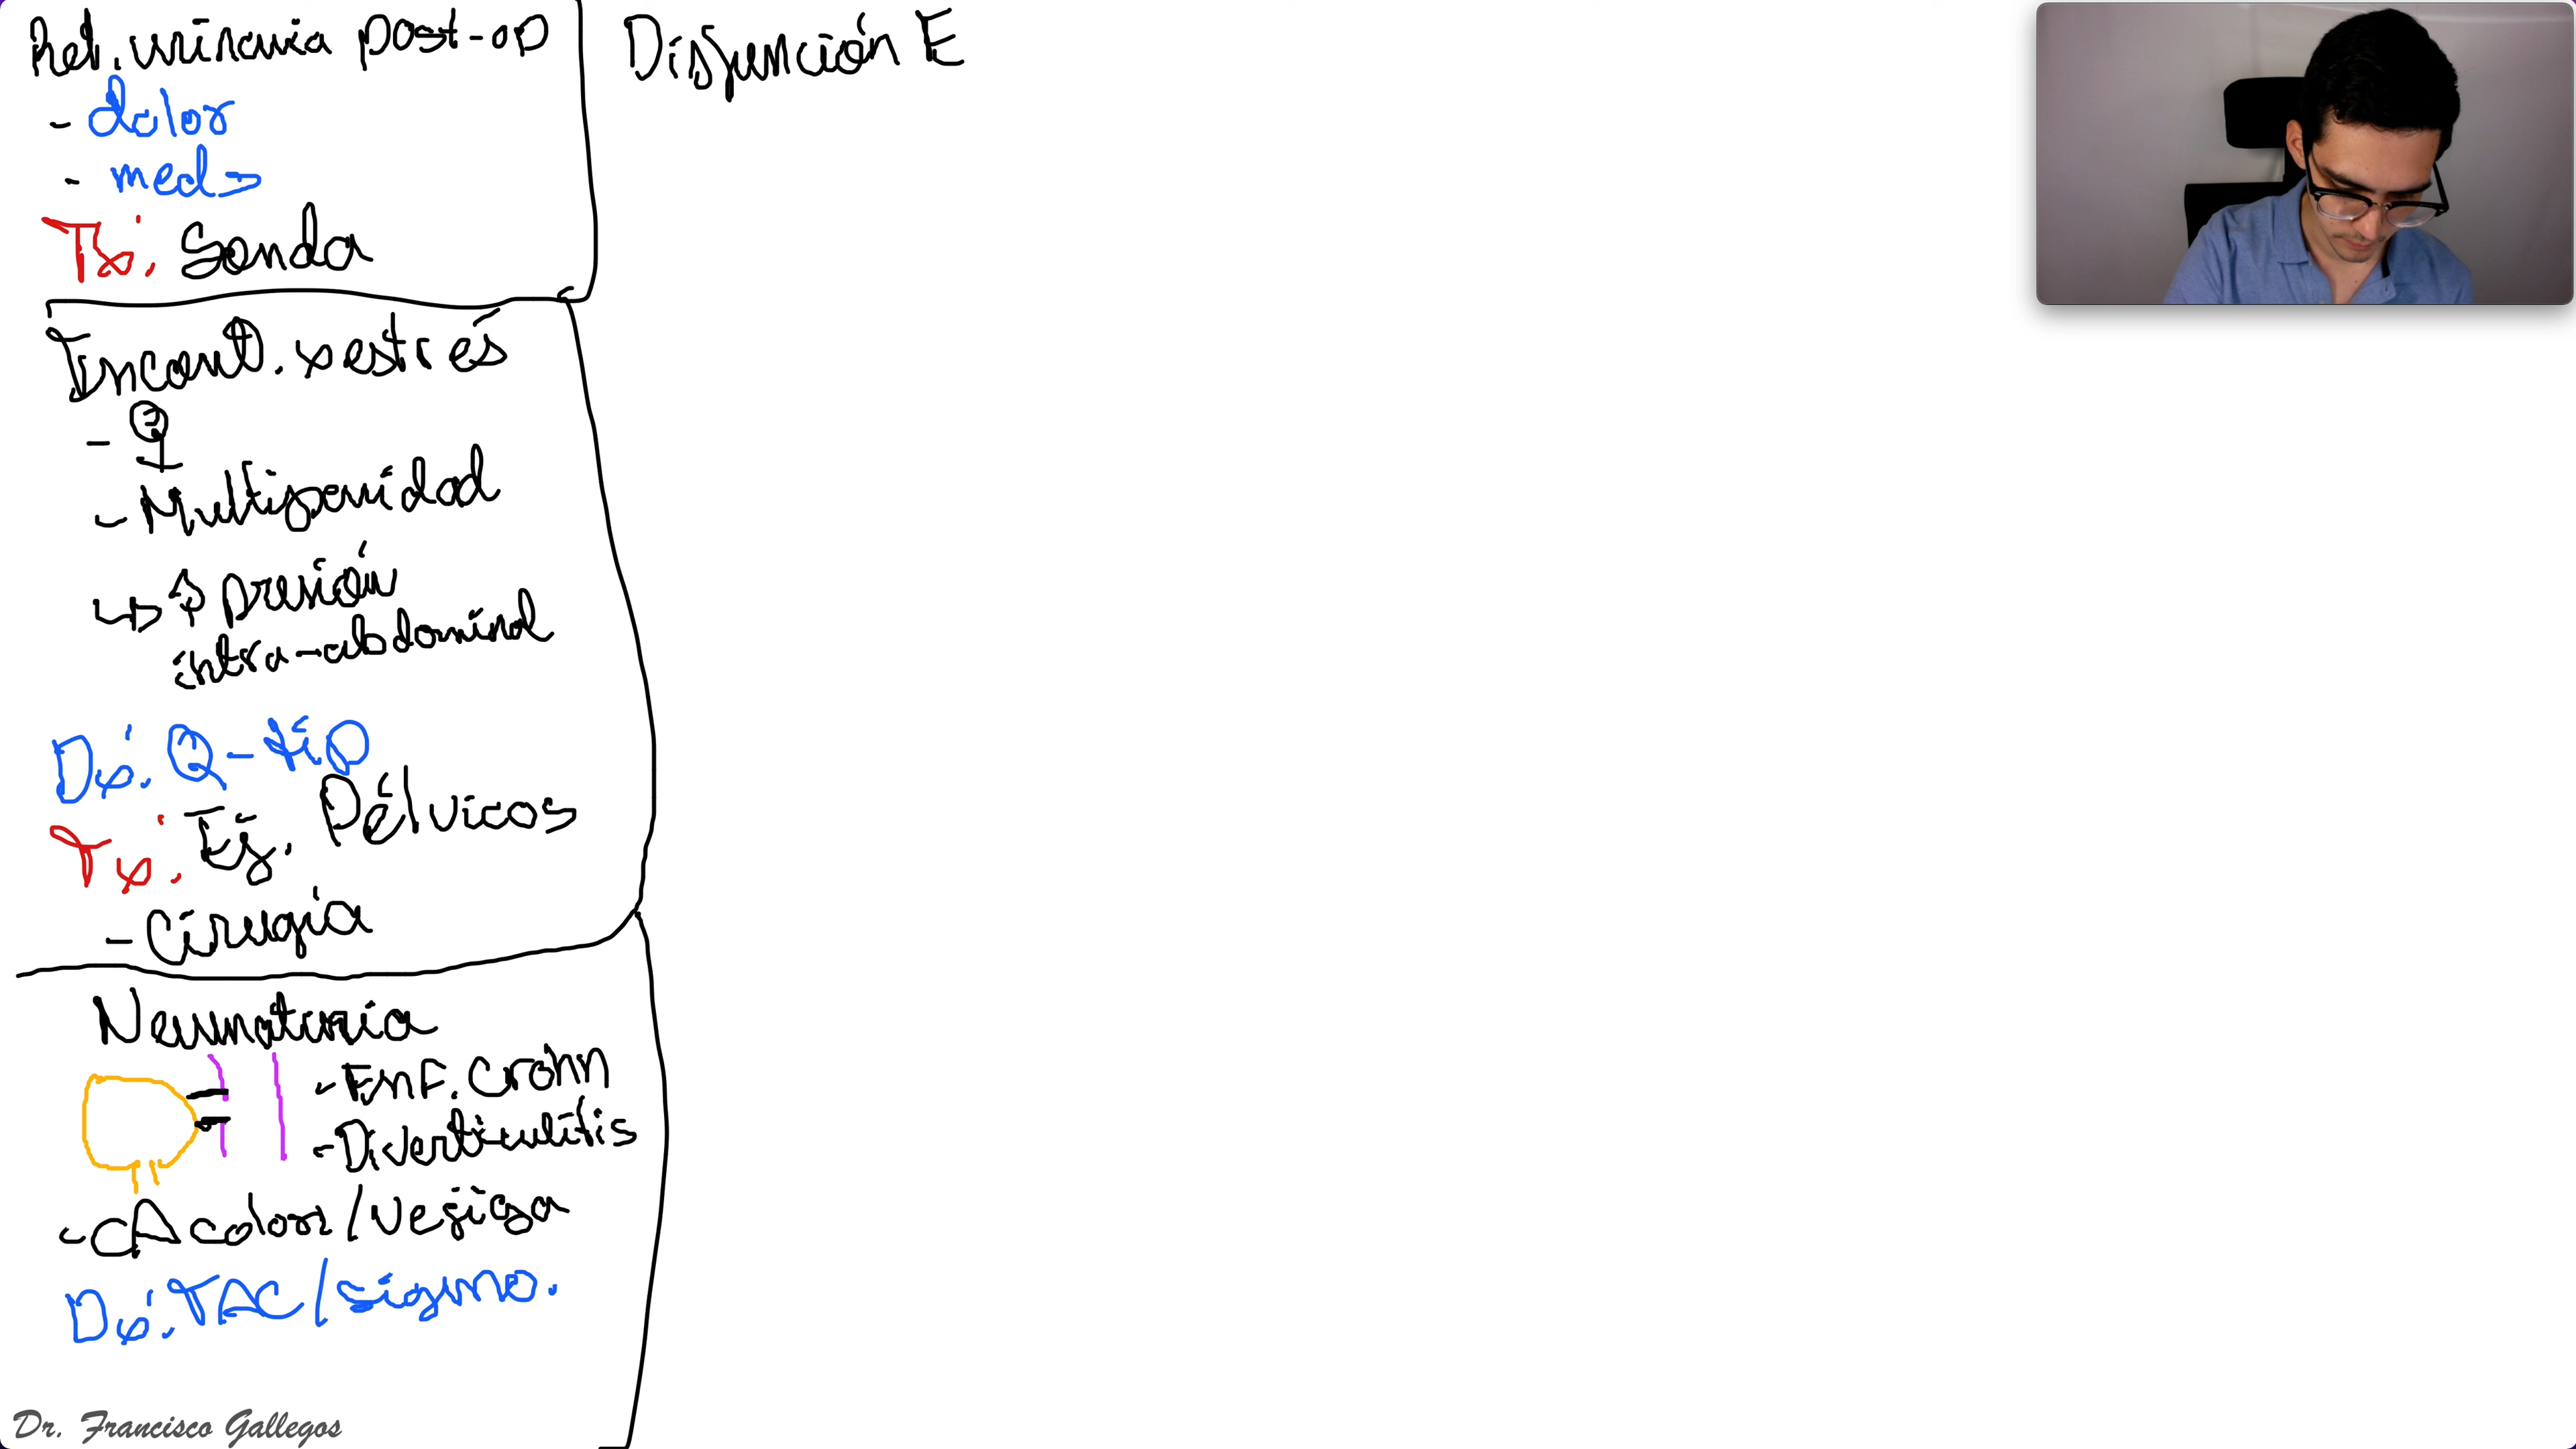 Ret. urinaria post-op
- dolor
- meds
Tx: Sonda
Incont. x estrés
- ♀
- Multiparidad
↳ ↑ presión
intra-abdominal
Dx: Q-tip
Tx: Ej. Pélvicos
- Cirugía
Neumaturia
- Enf. Crohn
- Diverticulitis
- CA colon/vejiga
Dx: TAC/sigmo.
Disfunción E
Dr. Francisco Gallegos